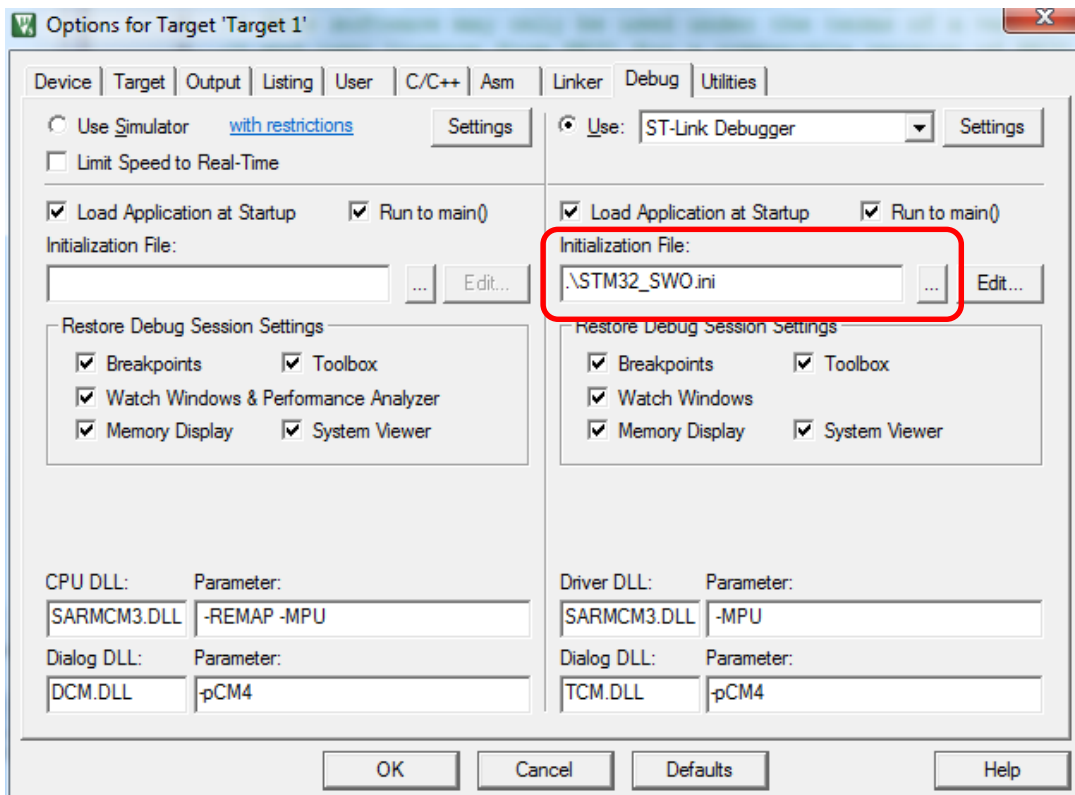 Options for Target 'Target 1'
Device Target Output Listing User C/C++ Asm Linker Debug Utilities
Use Simulator with restrictions Settings
Limit Speed to Real-Time
Use: ST-Link Debugger Settings
Load Application at Startup Run to main()
Initialization File:
... Edit...
Load Application at Startup Run to main()
Initialization File:
.\STM32_SWO.ini ... Edit...
Restore Debug Session Settings
Breakpoints Toolbox
Watch Windows & Performance Analyzer
Memory Display System Viewer
Restore Debug Session Settings
Breakpoints Toolbox
Watch Windows
Memory Display System Viewer
CPU DLL: Parameter:
SARMCM3.DLL -REMAP -MPU
Dialog DLL: Parameter:
DCM.DLL -pCM4
Driver DLL: Parameter:
SARMCM3.DLL -MPU
Dialog DLL: Parameter:
TCM.DLL -pCM4
OK Cancel Defaults Help